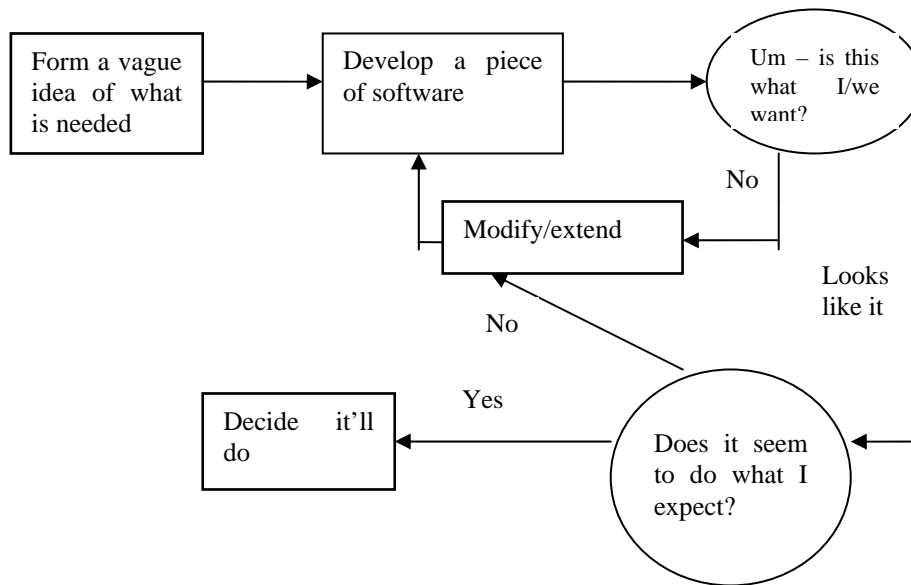 Form a vague
idea of what
is needed
Develop a piece
of software
Um – is this
what I/we
want?
No
Modify/extend
Looks
like it
No
Yes
Decide it'll
do
Does it seem
to do what I
expect?